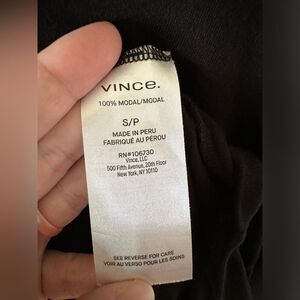 VINCE.
100% MODAL/MODAL
S/P
MADE IN PERU
FABRIQUÉ AU PÉROU
RN#106730
Vince, LLC
500 Fifth Avenue, 20th Floor
New York, NY 10110
SEE REVERSE FOR CARE
VOIR AU VERSO POUR LES SOINS